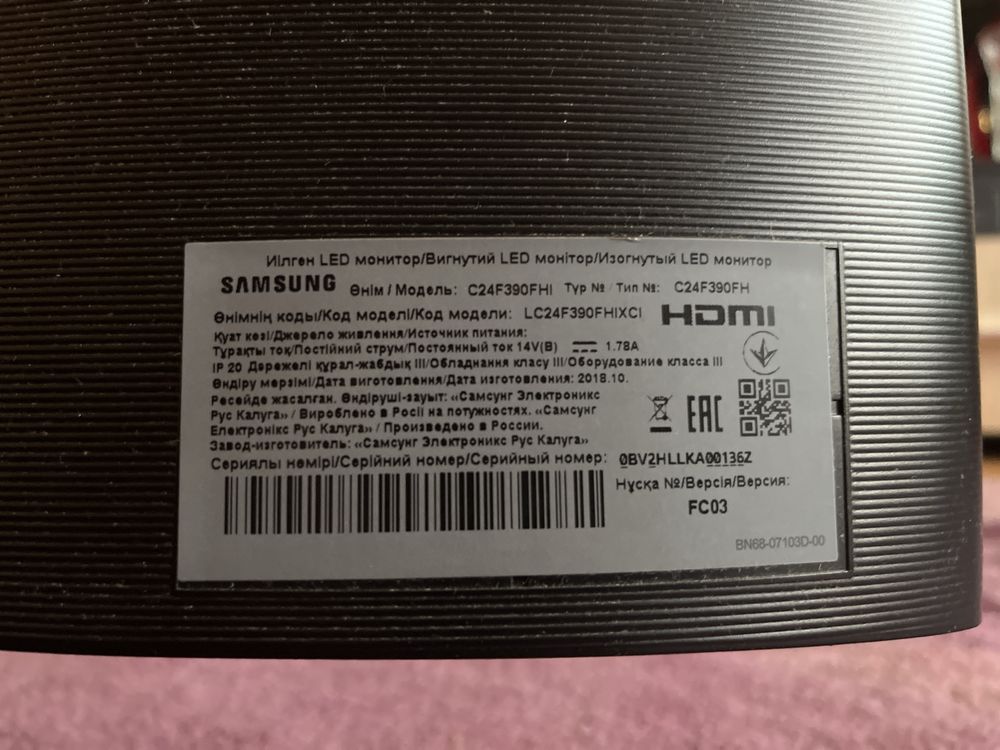 Иілген LED монитор/Вигнутий LED монітор/Изогнутый LED монитор
SAMSUNG Өнім / Модель: C24F390FHI Түр № / Тип №: C24F390FH
Өнімнің коды/Код моделі/Код модели: LC24F390FHIXCI HDMI
Қуат көзі/Джерело живлення/Источник питания:
Тұрақты ток/Постійний струм/Постоянный ток 14V(B) 1.78A
IP 20 Дәрежелі құрал-жабдық III/Обладнання класу III/Оборудование класса III
Өндіру мерзімі/Дата виготовлення/Дата изготовления: 2018.10.
Ресейде жасалған. Өндіруші-зауыт: «Самсунг Электроникс
Рус Калуга» / Вироблено в Росії на потужностях. «Самсунг
Електронікс Рус Калуга» / Произведено в России.
Завод-изготовитель: «Самсунг Электроникс Рус Калуга»
EAC
Сериялы нөмірі/Серійний номер/Серийный номер: 0BV2HLLKA00136Z
Нұсқа №/Версія/Версия:
FC03
BN68-07103D-00